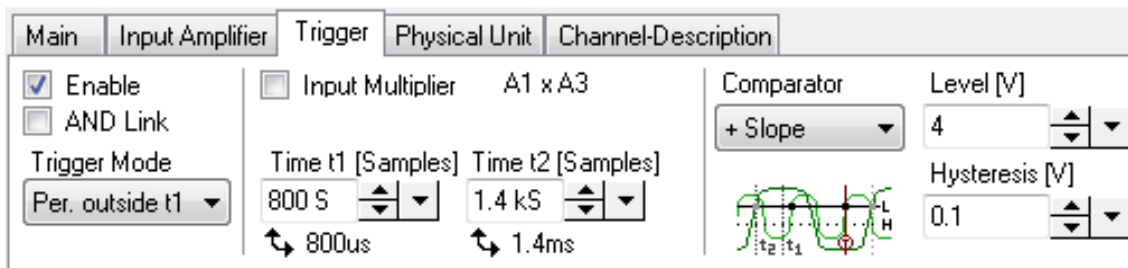 Main Input Amplifier Trigger Physical Unit Channel-Description
Enable
AND Link
Trigger Mode
Per. outside t1
Input Multiplier A1 x A3
Time t1 [Samples] Time t2 [Samples]
800 S 1.4 kS
800us 1.4ms
Comparator
+ Slope
L
H
t2 t1
T
Level [V]
4
Hysteresis [V]
0.1